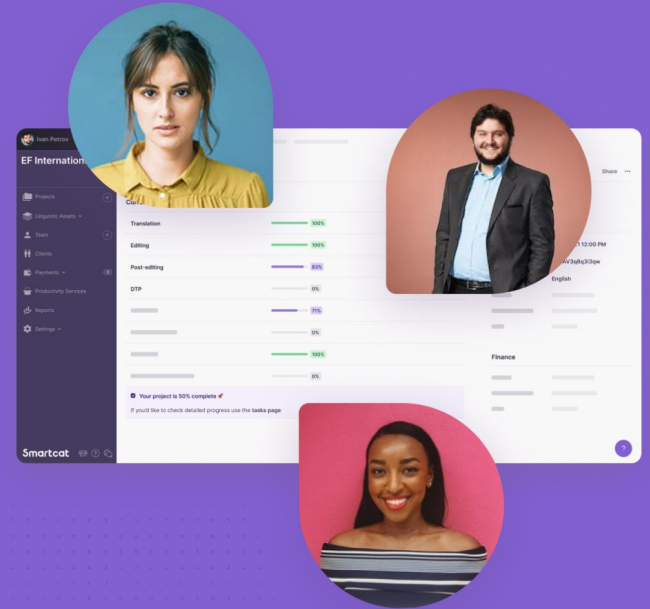 Ivan Petrov
EF Internation
Projects
Linguistic Assets
Team
Clients
Payments
Productivity Services
Reports
Settings
Smartcat
Translation 100%
Editing 100%
Post-editing
DTP 0%
71%
0%
100%
0%
Your project is 50% complete 🚀
If you'd like to check detailed progress use the tasks page
Share ···
12:00 PM
English
Finance
?